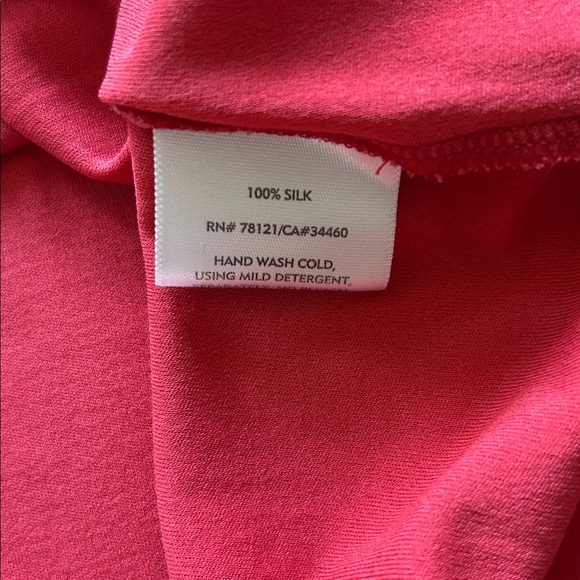 100% SILK
RN# 78121/CA#34460
HAND WASH COLD,
USING MILD DETERGENT,